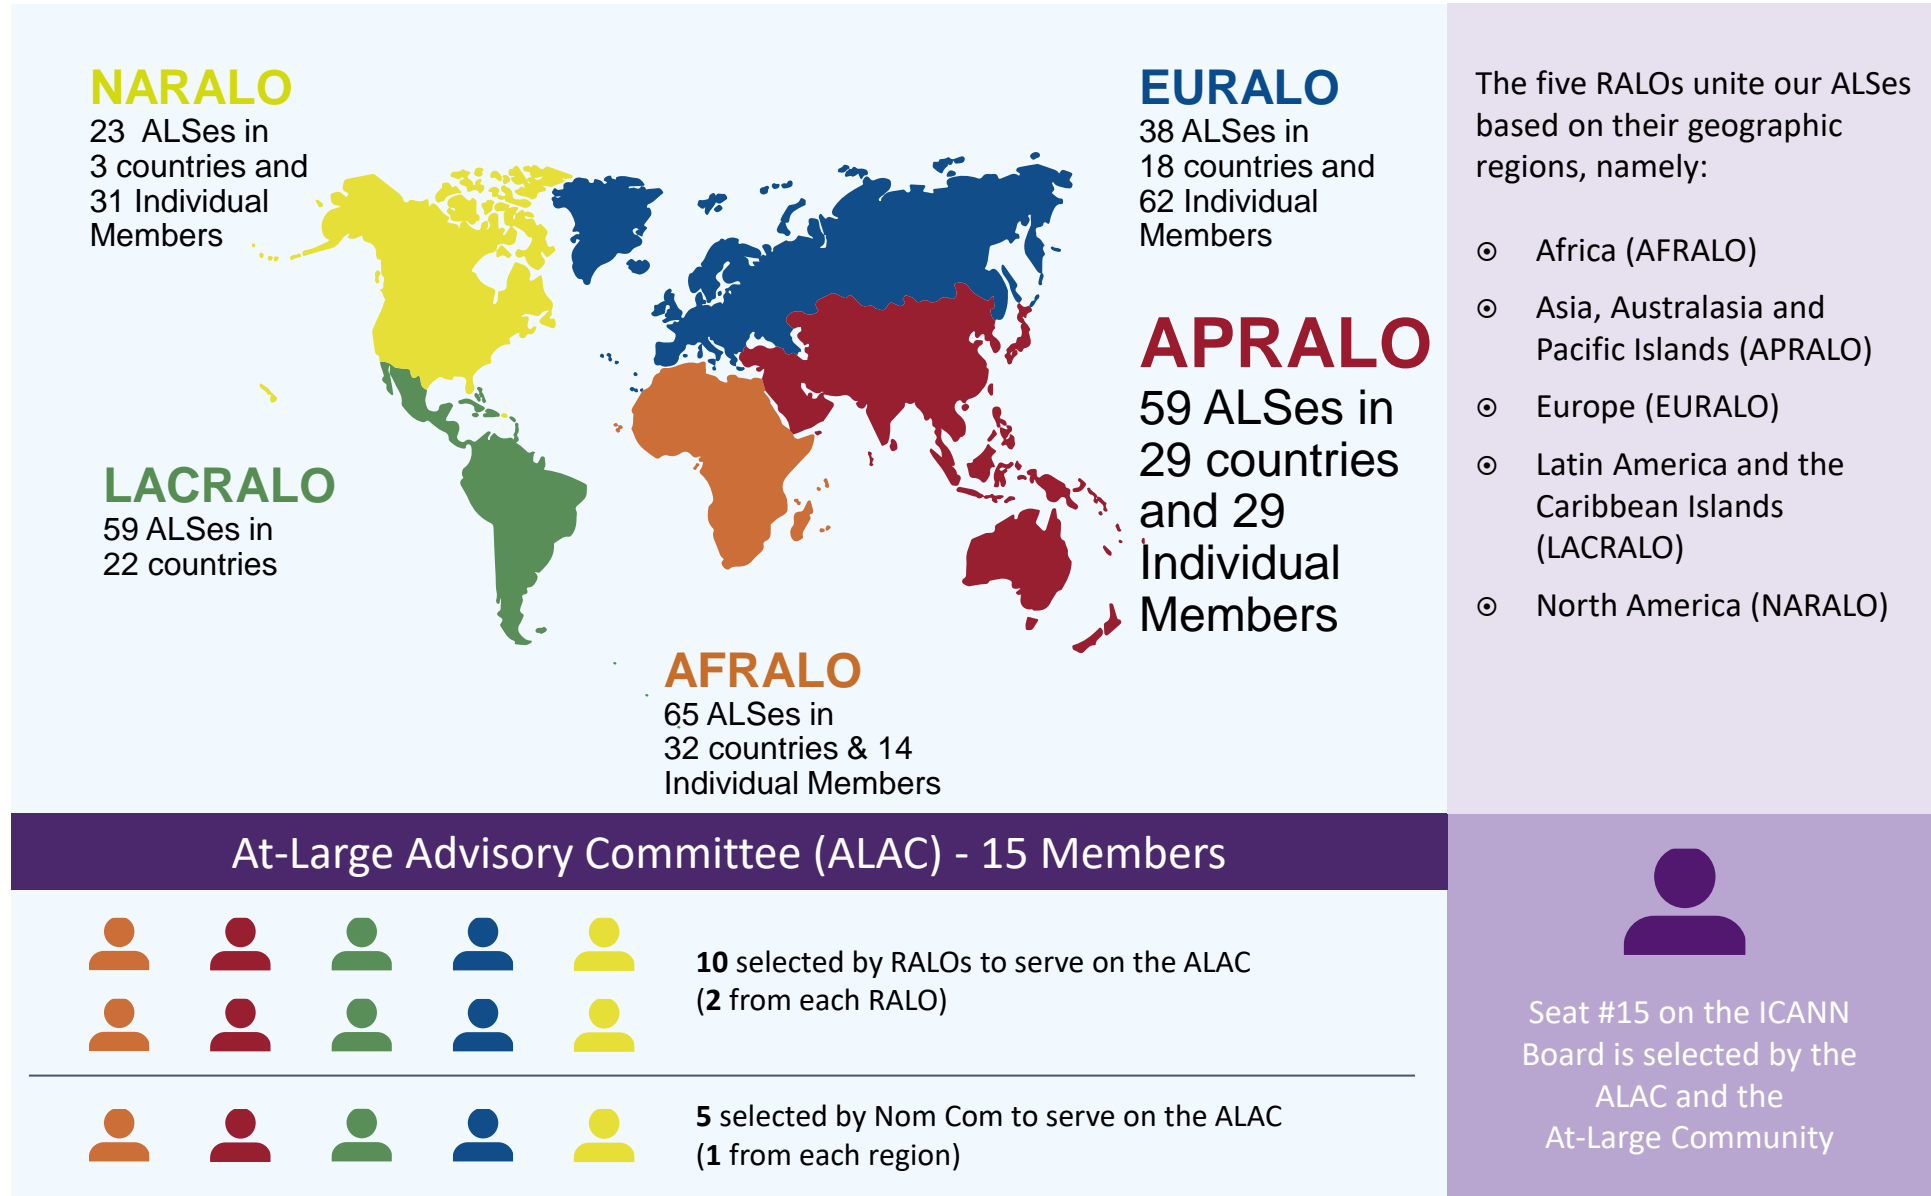 NARALO
23 ALSes in
3 countries and
31 Individual
Members
EURALO
38 ALSes in
18 countries and
62 Individual
Members
APRALO
59 ALSes in
29 countries
and 29
Individual
Members
LACRALO
59 ALSes in
22 countries
AFRALO
65 ALSes in
32 countries & 14
Individual Members
The five RALOs unite our ALSes
based on their geographic
regions, namely:
Africa (AFRALO)
Asia, Australasia and
Pacific Islands (APRALO)
Europe (EURALO)
Latin America and the
Caribbean Islands
(LACRALO)
North America (NARALO)
At-Large Advisory Committee (ALAC) - 15 Members
10 selected by RALOs to serve on the ALAC
(2 from each RALO)
5 selected by Nom Com to serve on the ALAC
(1 from each region)
Seat #15 on the ICANN
Board is selected by the
ALAC and the
At-Large Community